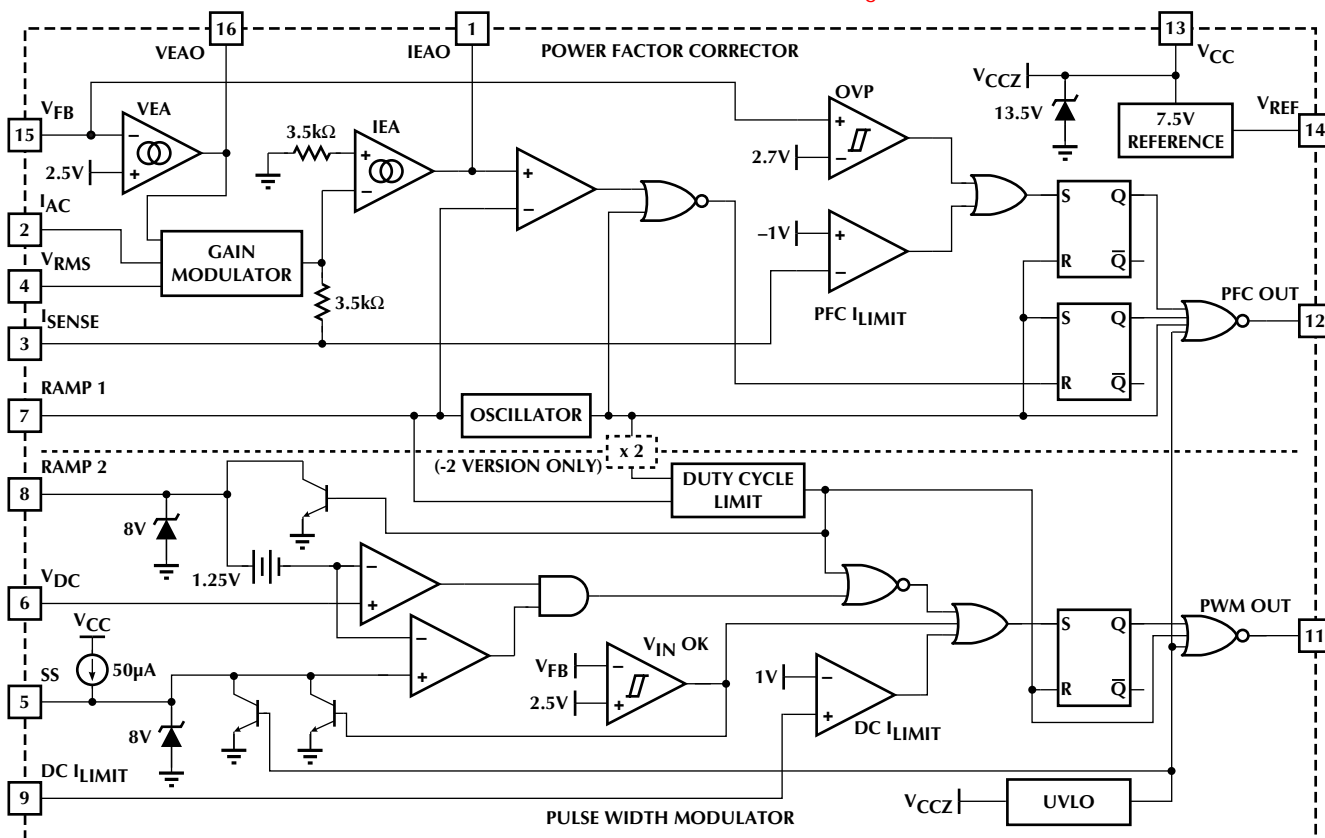 16
VEAO
1
IEAO
POWER FACTOR CORRECTOR
13
VCC
VCCZ
13.5V
7.5V
REFERENCE
VREF
14
15
VFB
VEA
−
+
2.5V
3.5kΩ
IEA
+
−
+
−
OVP
+
−
2.7V
IAC
2
VRMS
4
GAIN
MODULATOR
3.5kΩ
ISENSE
3
−1V
+
−
PFC ILIMIT
S
Q
R
Q
S
Q
R
Q
PFC OUT
12
RAMP 1
7
OSCILLATOR
x 2
(-2 VERSION ONLY)
RAMP 2
8
DUTY CYCLE
LIMIT
8V
1.25V
−
+
VDC
6
−
+
VCC
50µA
SS
5
8V
VIN OK
VFB
−
2.5V
+
1V
−
+
DC ILIMIT
S
Q
R
Q
PWM OUT
11
DC ILIMIT
9
VCCZ
UVLO
PULSE WIDTH MODULATOR